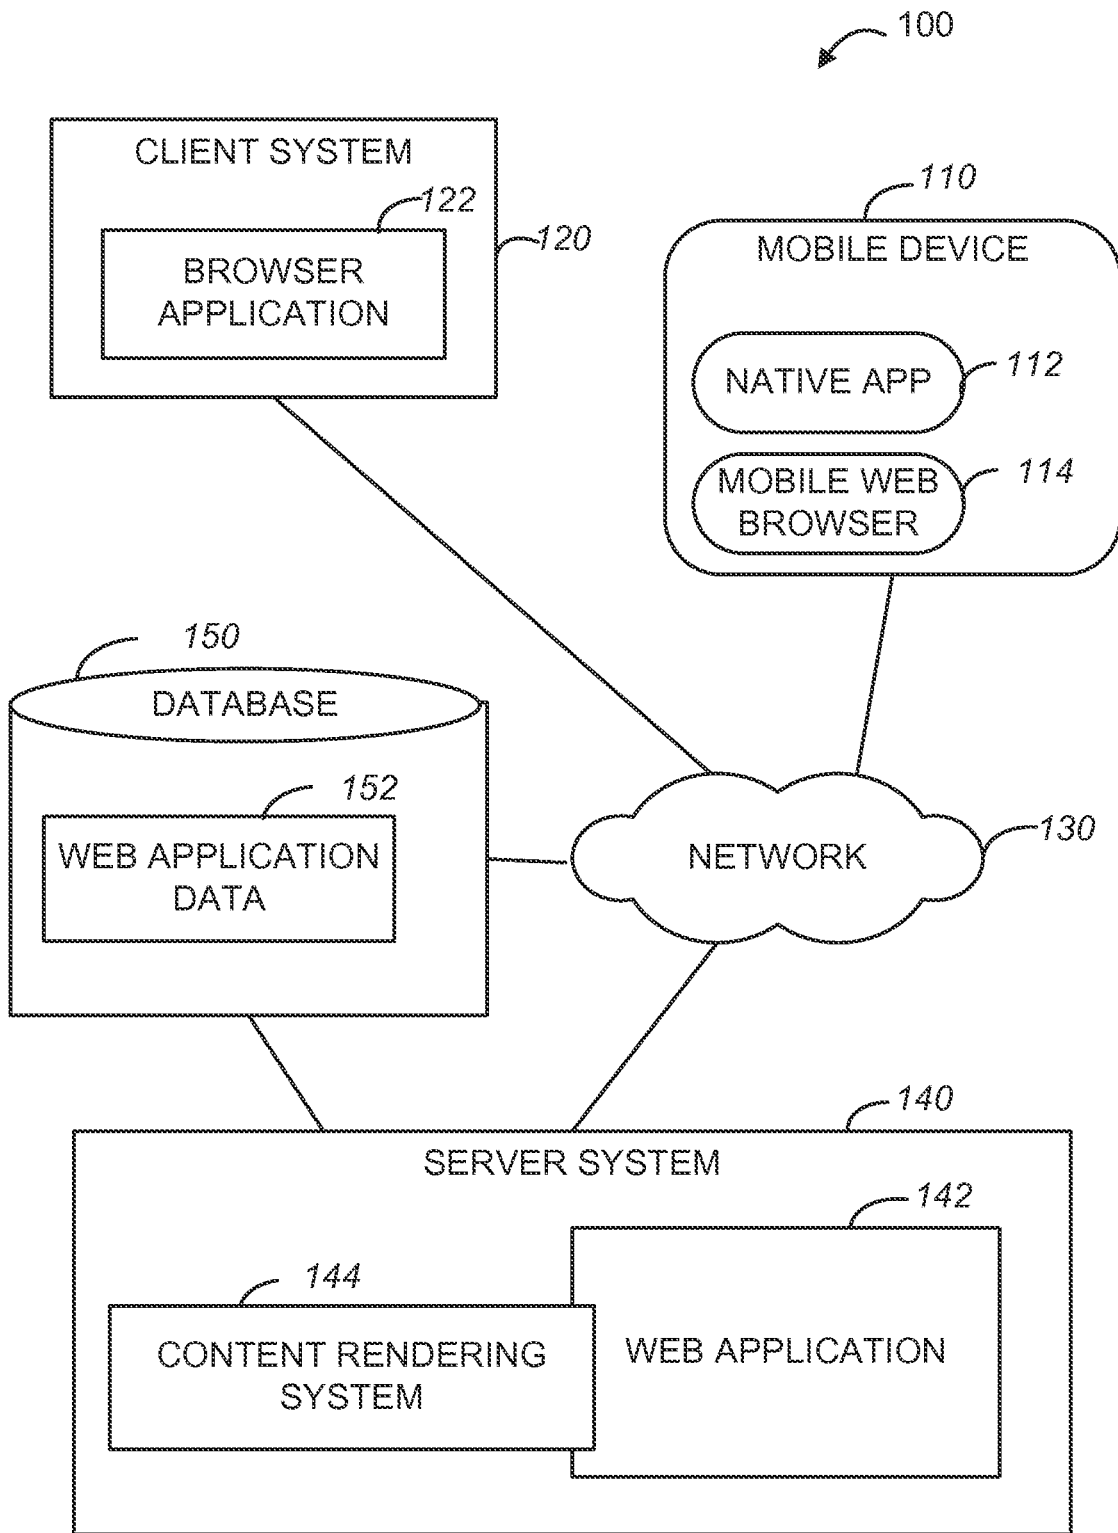 100
CLIENT SYSTEM
122
120
BROWSER
APPLICATION
110
MOBILE DEVICE
NATIVE APP
112
MOBILE WEB
BROWSER
114
150
DATABASE
152
WEB APPLICATION
DATA
NETWORK
130
140
SERVER SYSTEM
142
144
CONTENT RENDERING
SYSTEM
WEB APPLICATION